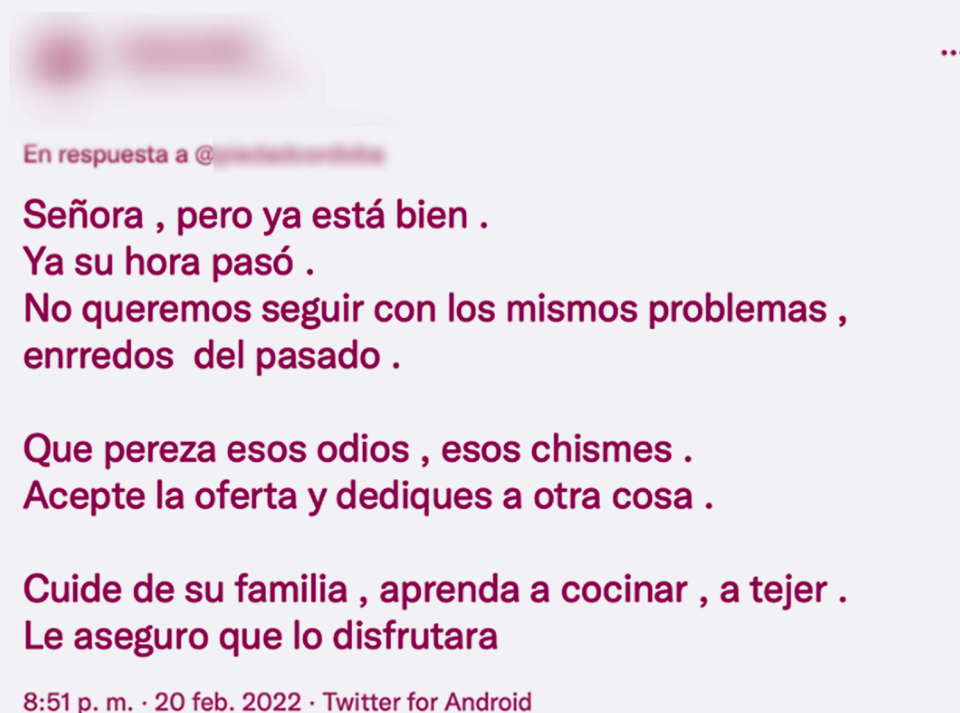 En respuesta a @
Señora , pero ya está bien .
Ya su hora pasó .
No queremos seguir con los mismos problemas ,
enrredos  del pasado .
Que pereza esos odios , esos chismes .
Acepte la oferta y dediques a otra cosa .
Cuide de su familia , aprenda a cocinar , a tejer .
Le aseguro que lo disfrutara
8:51 p. m. · 20 feb. 2022 · Twitter for Android